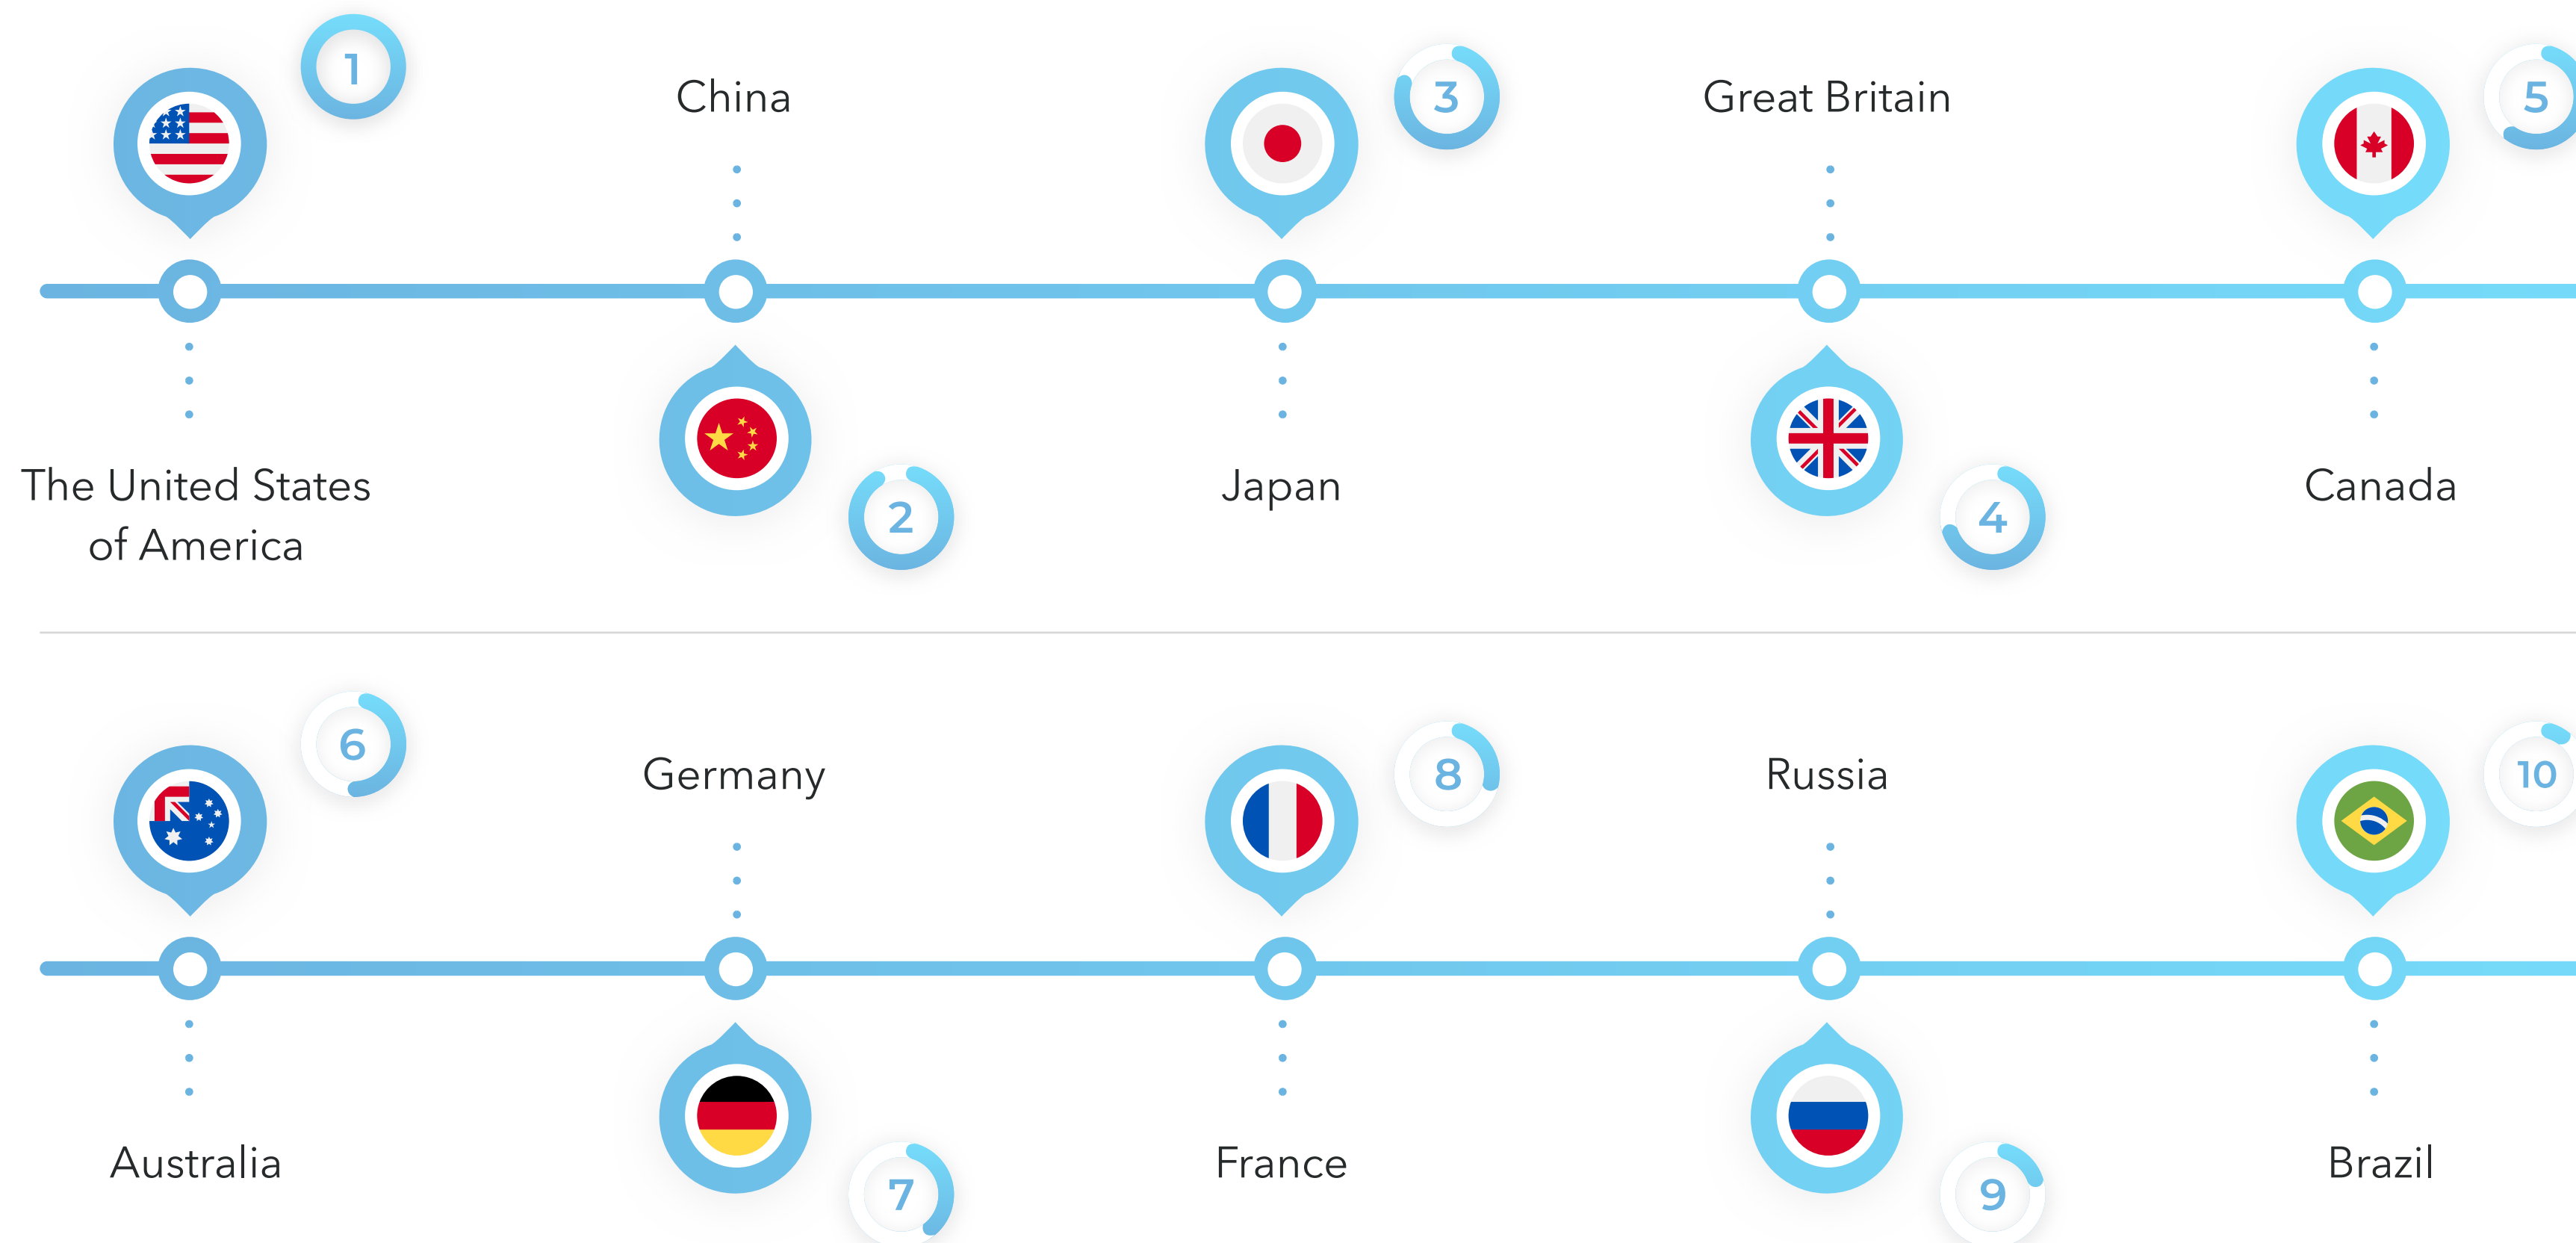 1
China
3
Great Britain
5
The United States
of America
2
Japan
4
Canada
6
Germany
8
Russia
10
Australia
7
France
9
Brazil